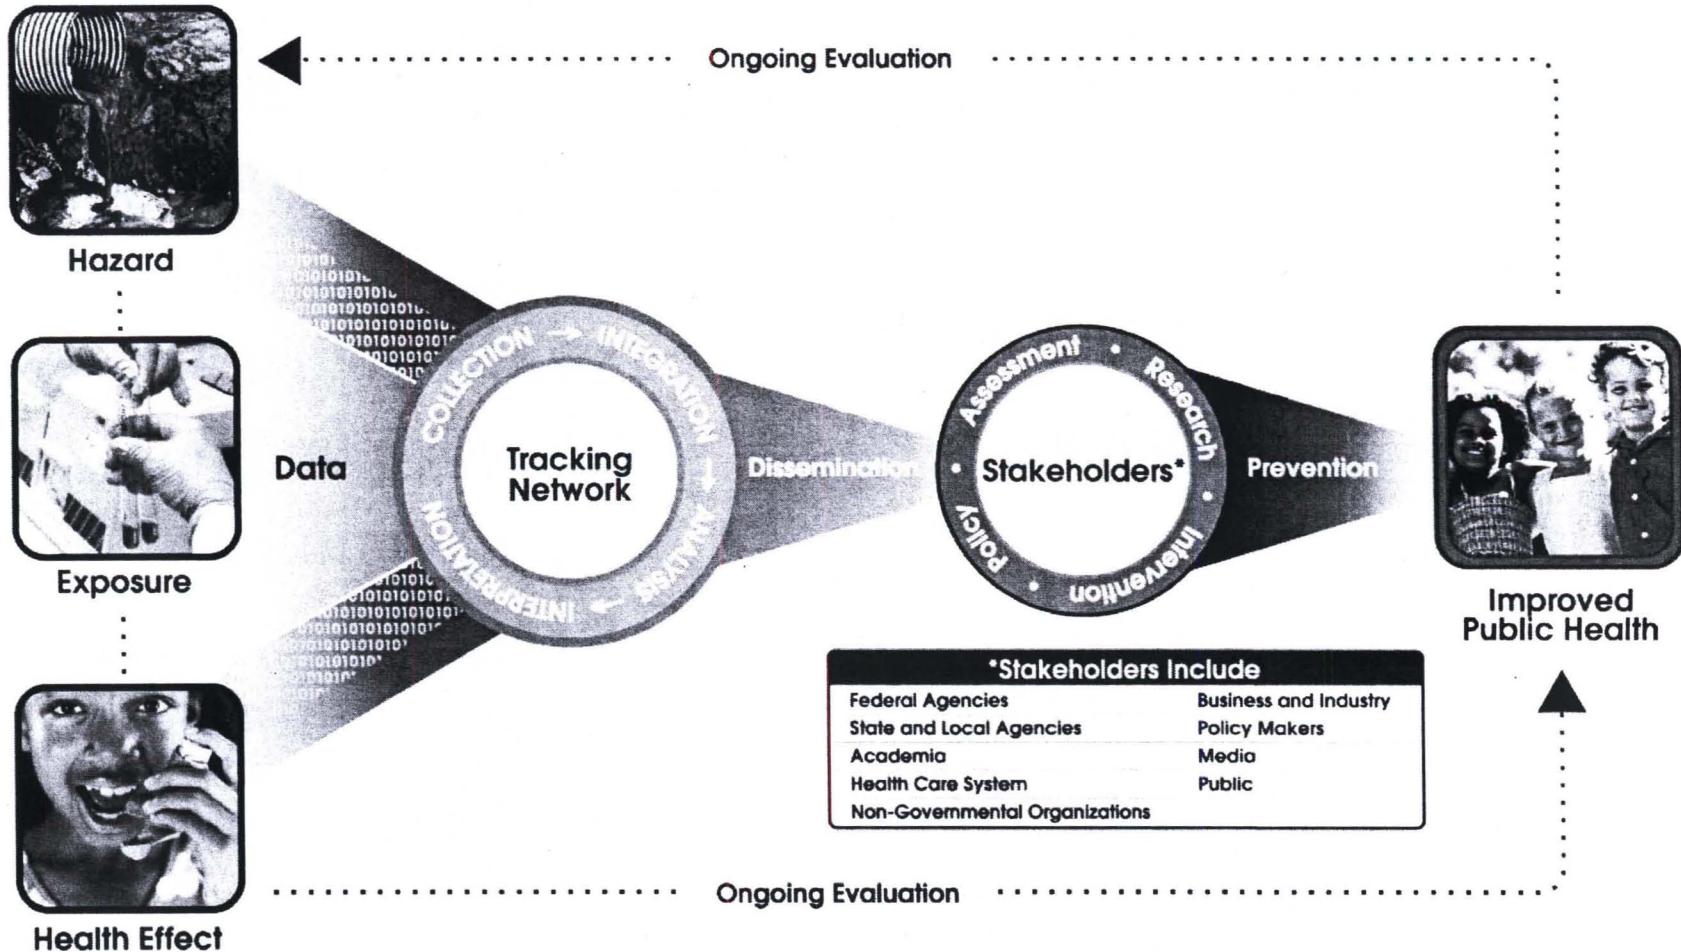 Ongoing Evaluation
Hazard
Exposure
Health Effect
Data
COLLECTION → INTEGRATION → ANALYSIS → INTERPRETATION
Tracking
Network
Dissemination
Assessment • Research • Intervention • Policy •
Stakeholders*
Prevention
Improved
Public Health
*Stakeholders Include
Federal Agencies
State and Local Agencies
Academia
Health Care System
Non-Governmental Organizations
Business and Industry
Policy Makers
Media
Public
Ongoing Evaluation